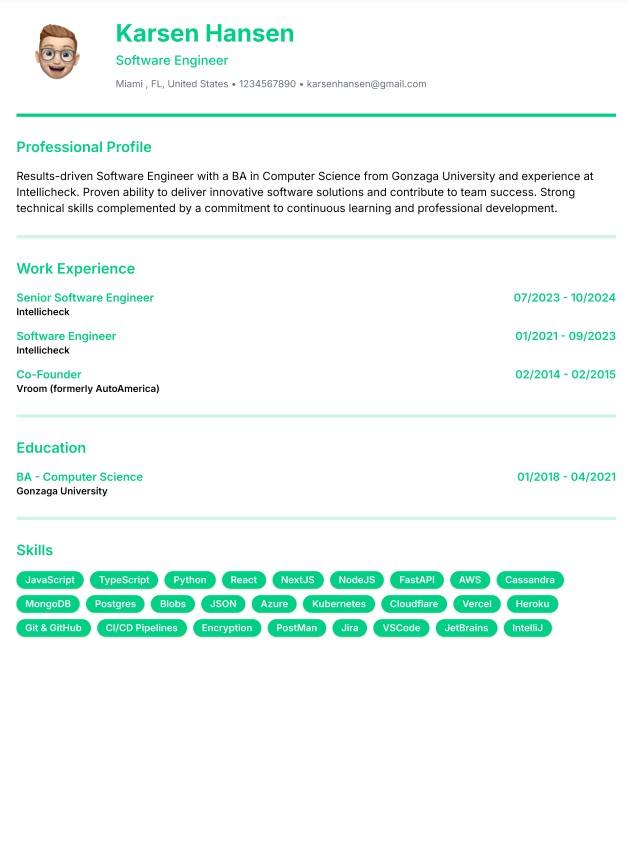 Karsen Hansen
Software Engineer
Miami , FL, United States • 1234567890 • karsenhansen@gmail.com
Professional Profile
Results-driven Software Engineer with a BA in Computer Science from Gonzaga University and experience at
Intellicheck. Proven ability to deliver innovative software solutions and contribute to team success. Strong
technical skills complemented by a commitment to continuous learning and professional development.
Work Experience
Senior Software Engineer 07/2023 - 10/2024
Intellicheck
Software Engineer 01/2021 - 09/2023
Intellicheck
Co-Founder 02/2014 - 02/2015
Vroom (formerly AutoAmerica)
Education
BA - Computer Science 01/2018 - 04/2021
Gonzaga University
Skills
JavaScript TypeScript Python React NextJS NodeJS FastAPI AWS Cassandra
MongoDB Postgres Blobs JSON Azure Kubernetes Cloudflare Vercel Heroku
Git & GitHub CI/CD Pipelines Encryption PostMan Jira VSCode JetBrains IntelliJ